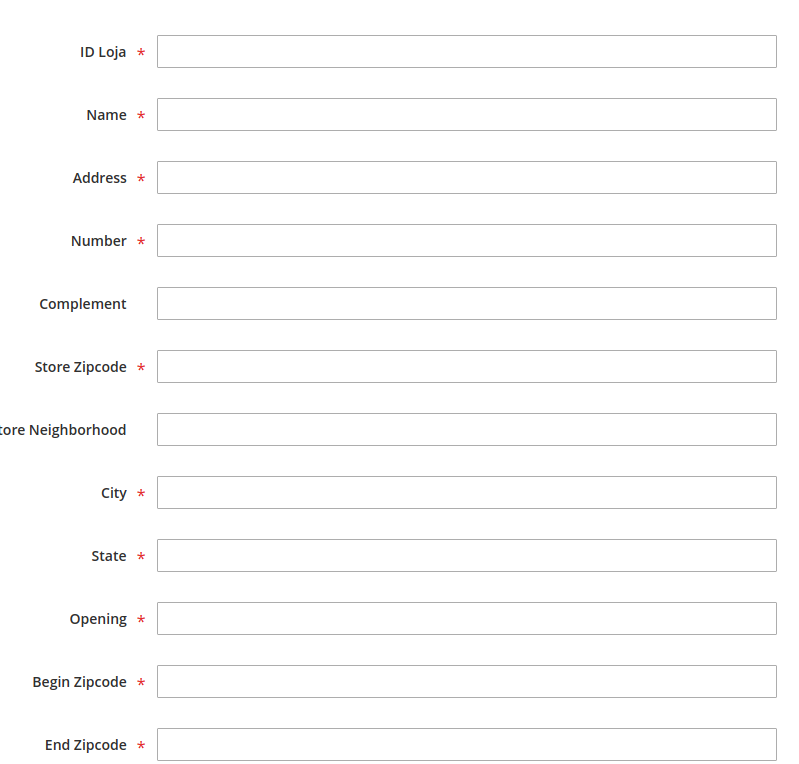 ID Loja *
Name *
Address *
Number *
Complement
Store Zipcode *
tore Neighborhood
City *
State *
Opening *
Begin Zipcode *
End Zipcode *